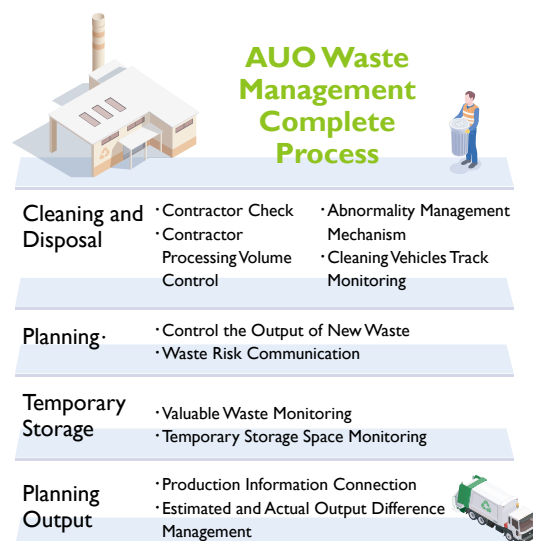 AUO Waste
Management
Complete
Process
Cleaning and
Disposal
·Contractor Check
·Contractor
Processing Volume
Control
·Abnormality Management
Mechanism
·Cleaning Vehicles Track
Monitoring
Planning·
·Control the Output of New Waste
·Waste Risk Communication
Temporary
Storage
·Valuable Waste Monitoring
·Temporary Storage Space Monitoring
Planning
Output
·Production Information Connection
·Estimated and Actual Output Difference
Management